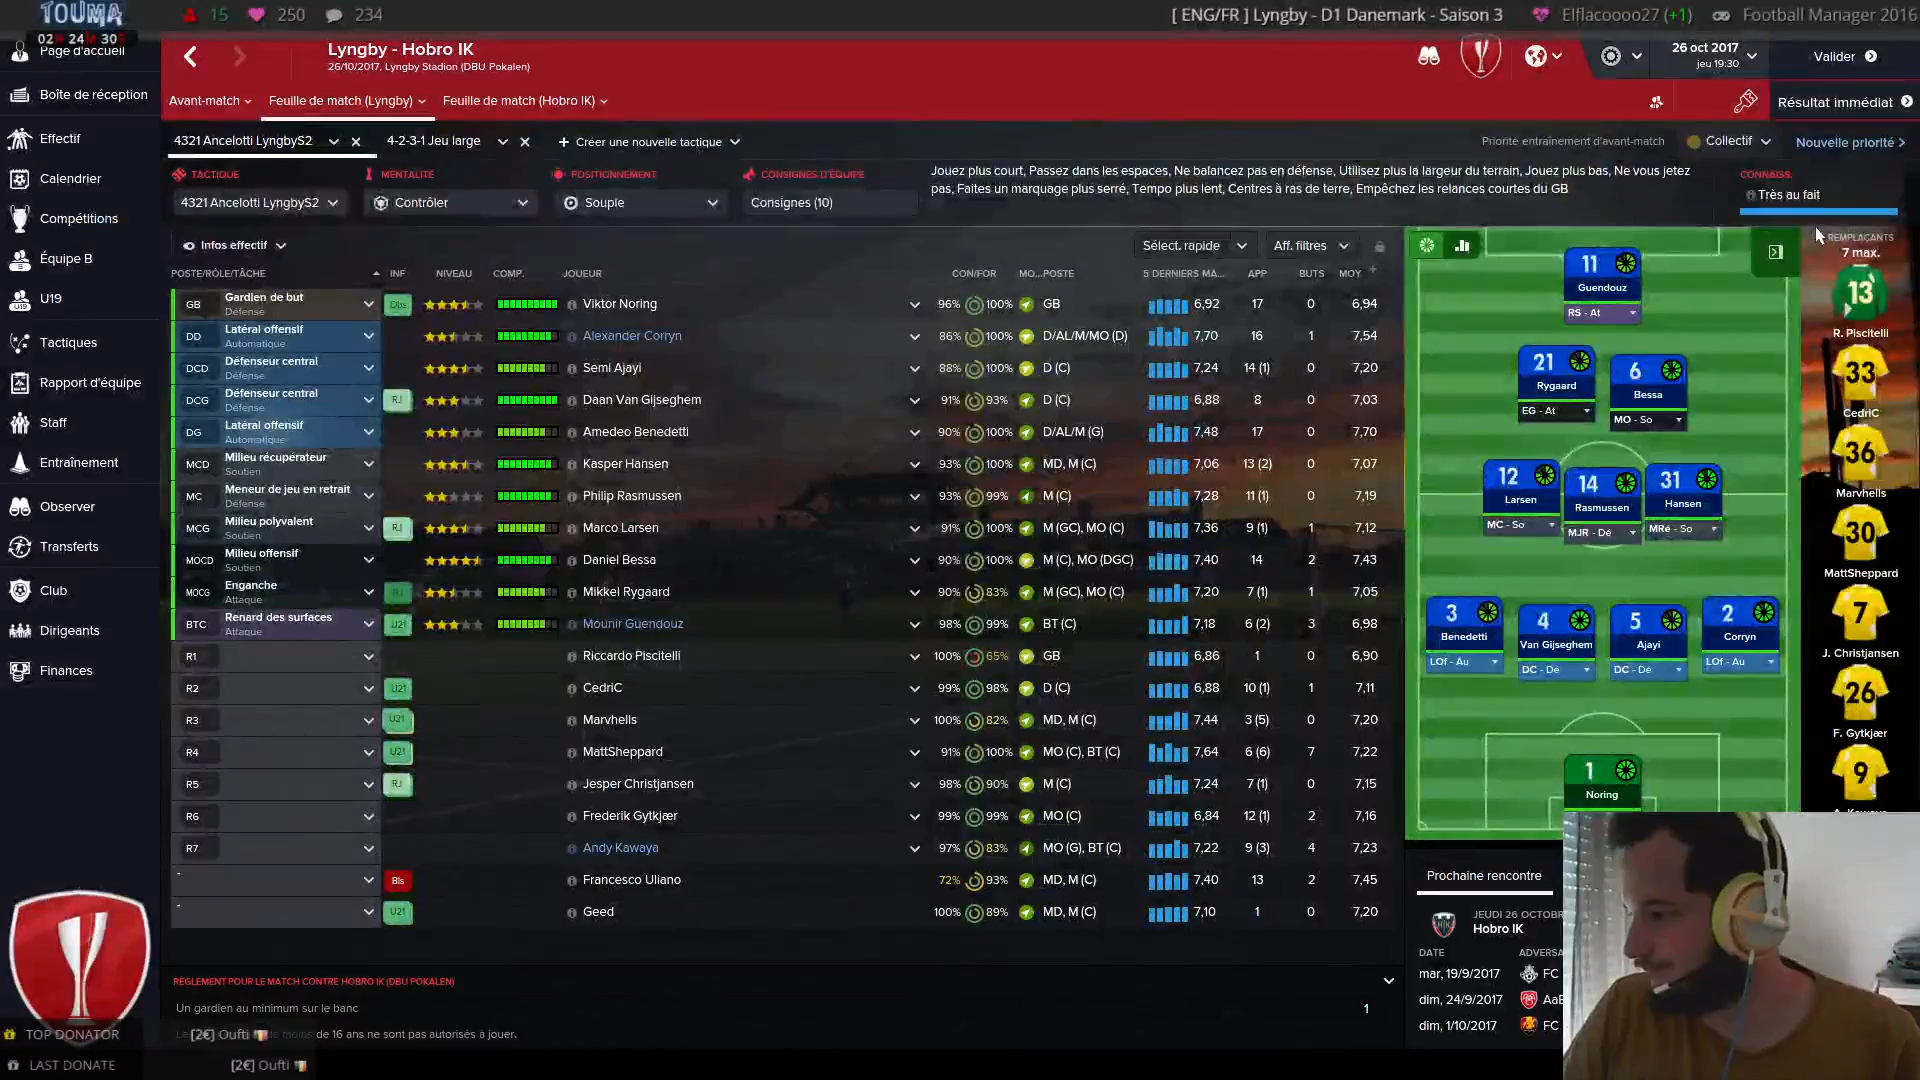 TOUMA
15 250 234
[ ENG/FR ] Lyngby - D1 Danemark - Saison 3
Elflacoooo27 (+1)
Football Manager 2016
02H 24M 30S
Page d'accueil
Boîte de réception
Effectif
Calendrier
Compétitions
Équipe B
U19
Tactiques
Rapport d'équipe
Staff
Entraînement
Observer
Transferts
Club
Dirigeants
Finances
Lyngby - Hobro IK
26/10/2017, Lyngby Stadion (DBU Pokalen)
26 oct 2017
jeu 19:30
Valider
Avant-match
Feuille de match (Lyngby)
Feuille de match (Hobro IK)
Résultat immédiat
4321 Ancelotti LyngbyS2
4-2-3-1 Jeu large
Créer une nouvelle tactique
Priorité entraînement d'avant-match
Collectif
Nouvelle priorité >
TACTIQUE
4321 Ancelotti LyngbyS2
MENTALITÉ
Contrôler
POSITIONNEMENT
Souple
CONSIGNES D'ÉQUIPE
Consignes (10)
Jouez plus court, Passez dans les espaces, Ne balancez pas en défense, Utilisez plus la largeur du terrain, Jouez plus bas, Ne vous jetez
pas, Faites un marquage plus serré, Tempo plus lent, Centres à ras de terre, Empêchez les relances courtes du GB
CONNAISS.
Très au fait
Infos effectif
Sélect. rapide
Aff. filtres
POSTE/RÔLE/TÂCHE INF NIVEAU COMP. JOUEUR CON/FOR MO... POSTE 5 DERNIERS MA... APP BUTS MOY
GB Gardien de but Défense Dbs Viktor Noring 96% 100% GB 6,92 17 0 6,94
DD Latéral offensif Automatique Alexander Corryn 86% 100% D/AL/M/MO (D) 7,70 16 1 7,54
DCD Défenseur central Défense Semi Ajayi 88% 100% D (C) 7,24 14 (1) 0 7,20
DCG Défenseur central Défense RJ Daan Van Gijseghem 91% 93% D (C) 6,88 8 0 7,03
DG Latéral offensif Automatique Amedeo Benedetti 90% 100% D/AL/M (G) 7,48 17 0 7,70
MCD Milieu récupérateur Soutien Kasper Hansen 93% 100% MD, M (C) 7,06 13 (2) 0 7,07
MC Meneur de jeu en retrait Défense Philip Rasmussen 93% 99% M (C) 7,28 11 (1) 0 7,19
MCG Milieu polyvalent Soutien RJ Marco Larsen 91% 100% M (GC), MO (C) 7,36 9 (1) 1 7,12
MOCD Milieu offensif Soutien Daniel Bessa 90% 100% M (C), MO (DGC) 7,40 14 2 7,43
MOCG Enganche Attaque RJ Mikkel Rygaard 90% 83% M (GC), MO (C) 7,20 7 (1) 1 7,05
BTC Renard des surfaces Attaque U21 Mounir Guendouz 98% 99% BT (C) 7,18 6 (2) 3 6,98
R1 Riccardo Piscitelli 100% 65% GB 6,86 1 0 6,90
R2 U21 CedriC 99% 98% D (C) 6,88 10 (1) 1 7,11
R3 U21 Marvhells 100% 82% MD, M (C) 7,44 3 (5) 0 7,20
R4 U21 MattSheppard 91% 100% MO (C), BT (C) 7,64 6 (6) 7 7,22
R5 RJ Jesper Christjansen 98% 90% M (C) 7,24 7 (1) 1 7,15
R6 Frederik Gytkjær 99% 99% MO (C) 6,84 12 (1) 2 7,16
R7 Andy Kawaya 97% 83% MO (G), BT (C) 7,22 9 (3) 4 7,23
- Bls Francesco Uliano 72% 93% MD, M (C) 7,40 13 2 7,45
- U21 Geed 100% 89% MD, M (C) 7,10 1 0 7,20
11 Guendouz
RS - At
21 Rygaard
EG - At
6 Bessa
MO - So
12 Larsen
MC - So
14 Rasmussen
MJR - Dé
31 Hansen
MRé - So
3 Benedetti
LOf - Au
4 Van Gijseghem
DC - Dé
5 Ajayi
DC - Dé
2 Corryn
LOf - Au
1 Noring
REMPLAÇANTS
7 max.
13
R. Piscitelli
33
CedriC
36
Marvhells
30
MattSheppard
7
J. Christjansen
26
F. Gytkjær
9
RÈGLEMENT POUR LE MATCH CONTRE HOBRO IK (DBU POKALEN)
Un gardien au minimum sur le banc 1
de 16 ans ne sont pas autorisés à jouer.
Prochaine rencontre
JEUDI 26 OCTOBR
Hobro IK
DATE ADVERSA
mar, 19/9/2017 FC
dim, 24/9/2017 AaB
dim, 1/10/2017 FC
TOP DONATOR [2€] Oufti
LAST DONATE [2€] Oufti